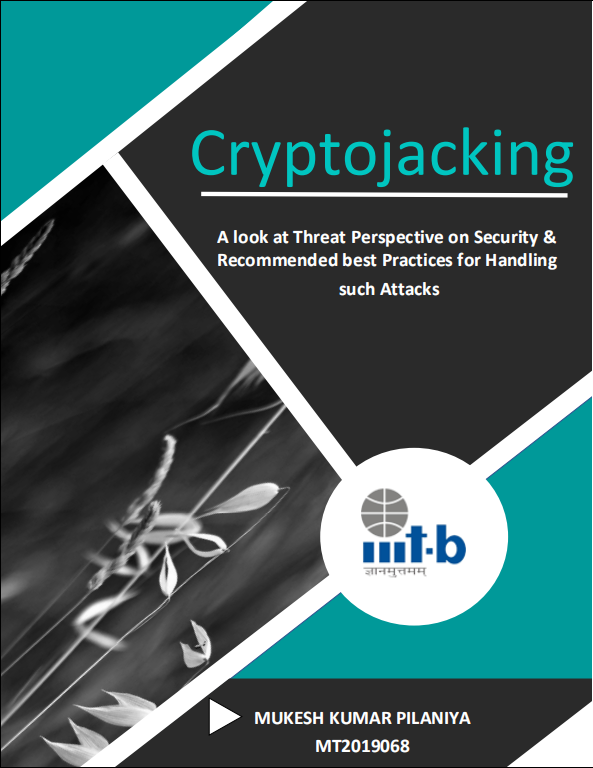 Cryptojacking
A look at Threat Perspective on Security &
Recommended best Practices for Handling
such Attacks
iiit-b
ज्ञानमुत्तमम्
MUKESH KUMAR PILANIYA
MT2019068